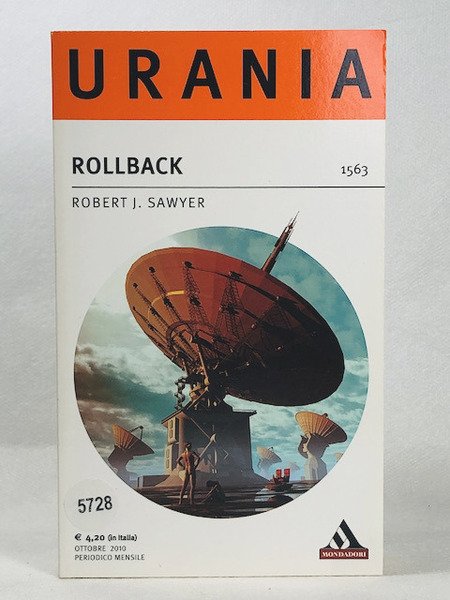 URANIA
ROLLBACK
1563
ROBERT J. SAWYER
5728
€ 4,20 (in Italia)
OTTOBRE 2010
PERIODICO MENSILE
MONDADORI